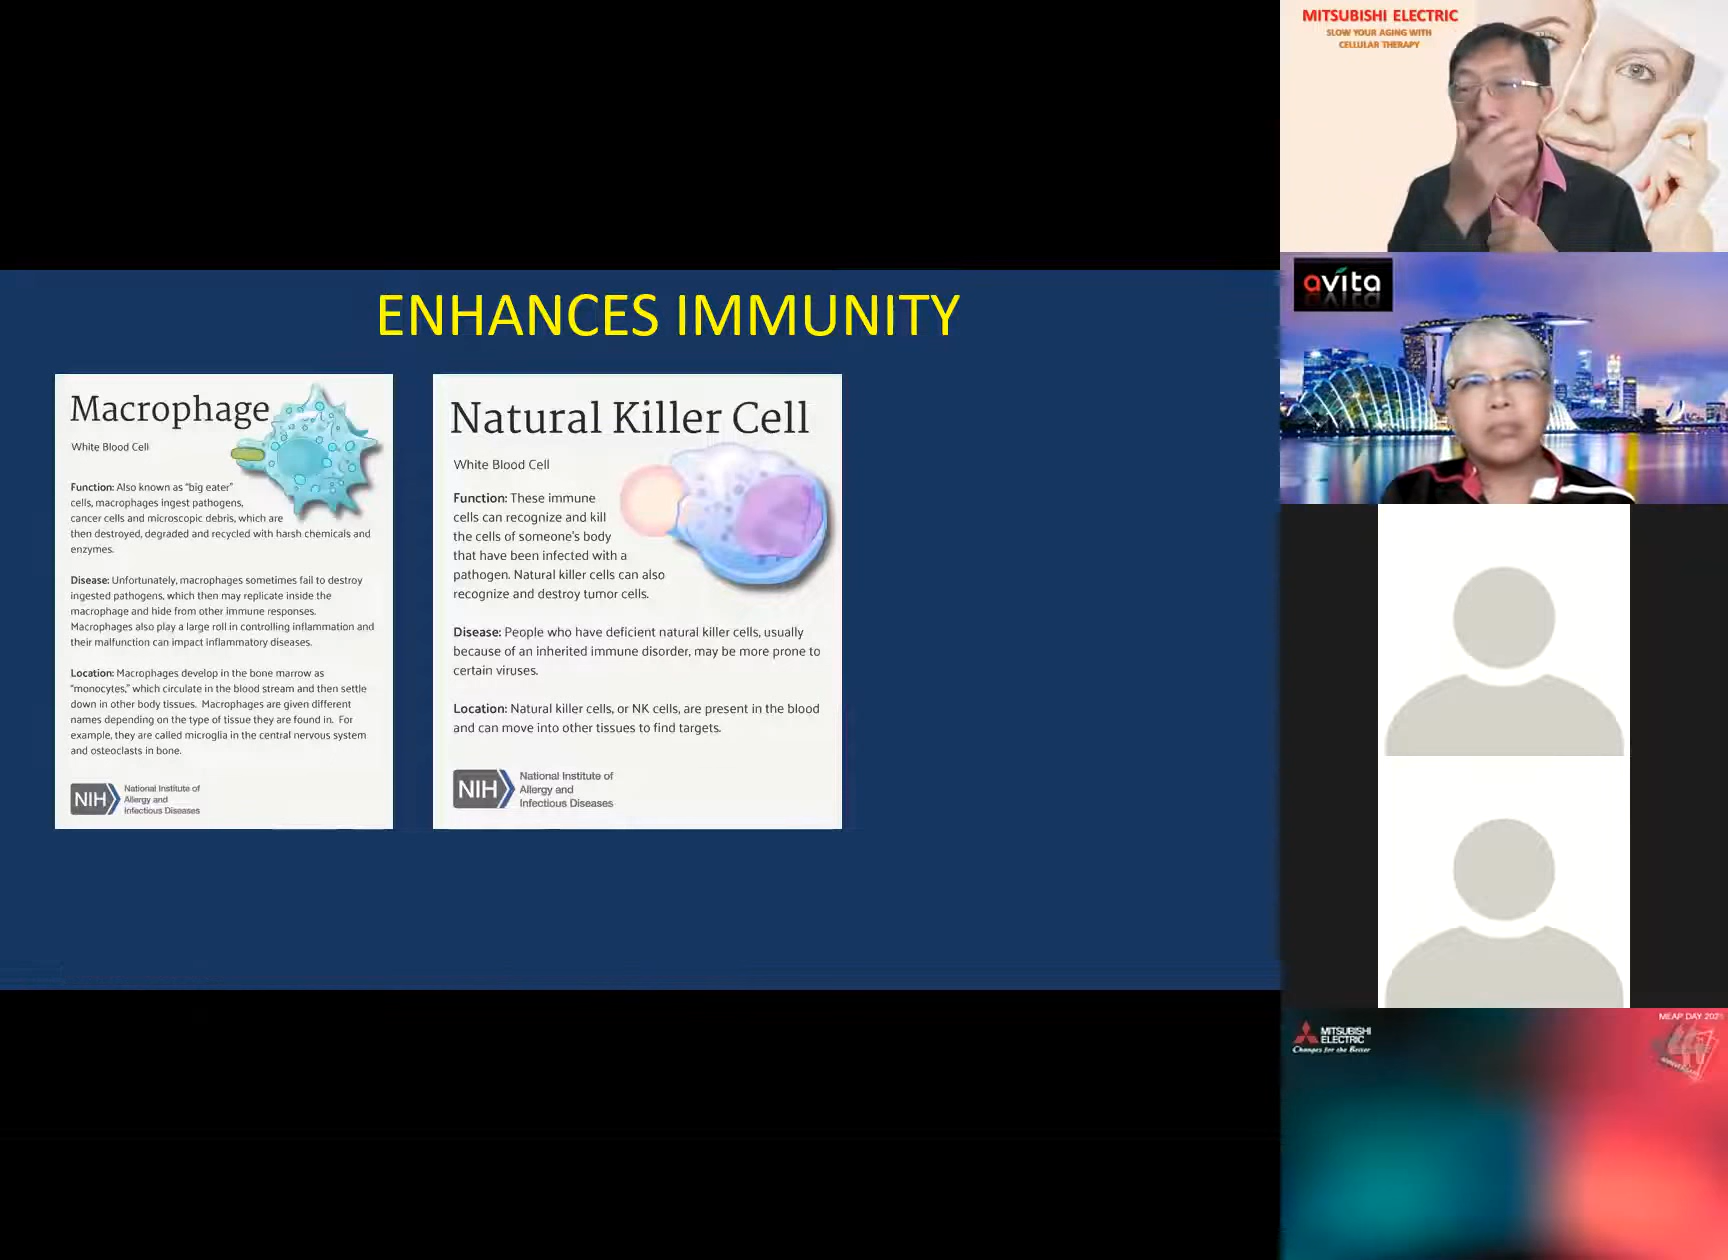 ENHANCES IMMUNITY
Macrophage
White Blood Cell
Function: Also known as “big eater”
cells, macrophages ingest pathogens,
cancer cells and microscopic debris, which are
then destroyed, degraded and recycled with harsh chemicals and
enzymes.
Disease: Unfortunately, macrophages sometimes fail to destroy
ingested pathogens, which then may replicate inside the
macrophage and hide from other immune responses.
Macrophages also play a large roll in controlling inflammation and
their malfunction can impact inflammatory diseases.
Location: Macrophages develop in the bone marrow as
“monocytes,” which circulate in the blood stream and then settle
down in other body tissues. Macrophages are given different
names depending on the type of tissue they are found in. For
example, they are called microglia in the central nervous system
and osteoclasts in bone.
NIH
National Institute of
Allergy and
Infectious Diseases
Natural Killer Cell
White Blood Cell
Function: These immune
cells can recognize and kill
the cells of someone's body
that have been infected with a
pathogen. Natural killer cells can also
recognize and destroy tumor cells.
Disease: People who have deficient natural killer cells, usually
because of an inherited immune disorder, may be more prone to
certain viruses.
Location: Natural killer cells, or NK cells, are present in the blood
and can move into other tissues to find targets.
NIH
National Institute of
Allergy and
Infectious Diseases
MITSUBISHI ELECTRIC
SLOW YOUR AGING WITH
CELLULAR THERAPY
avita
MITSUBISHI
ELECTRIC
Changes for the Better
MEAP DAY